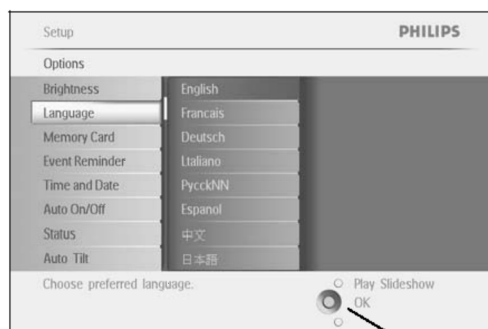 Setup
PHILIPS
Options
Brightness
Language
Memory Card
Event Reminder
Time and Date
Auto On/Off
Status
Auto Tilt
English
Francais
Deutsch
Ltaliano
PycckNN
Espanol
中文
日本語
Choose preferred language.
Play Slideshow
OK